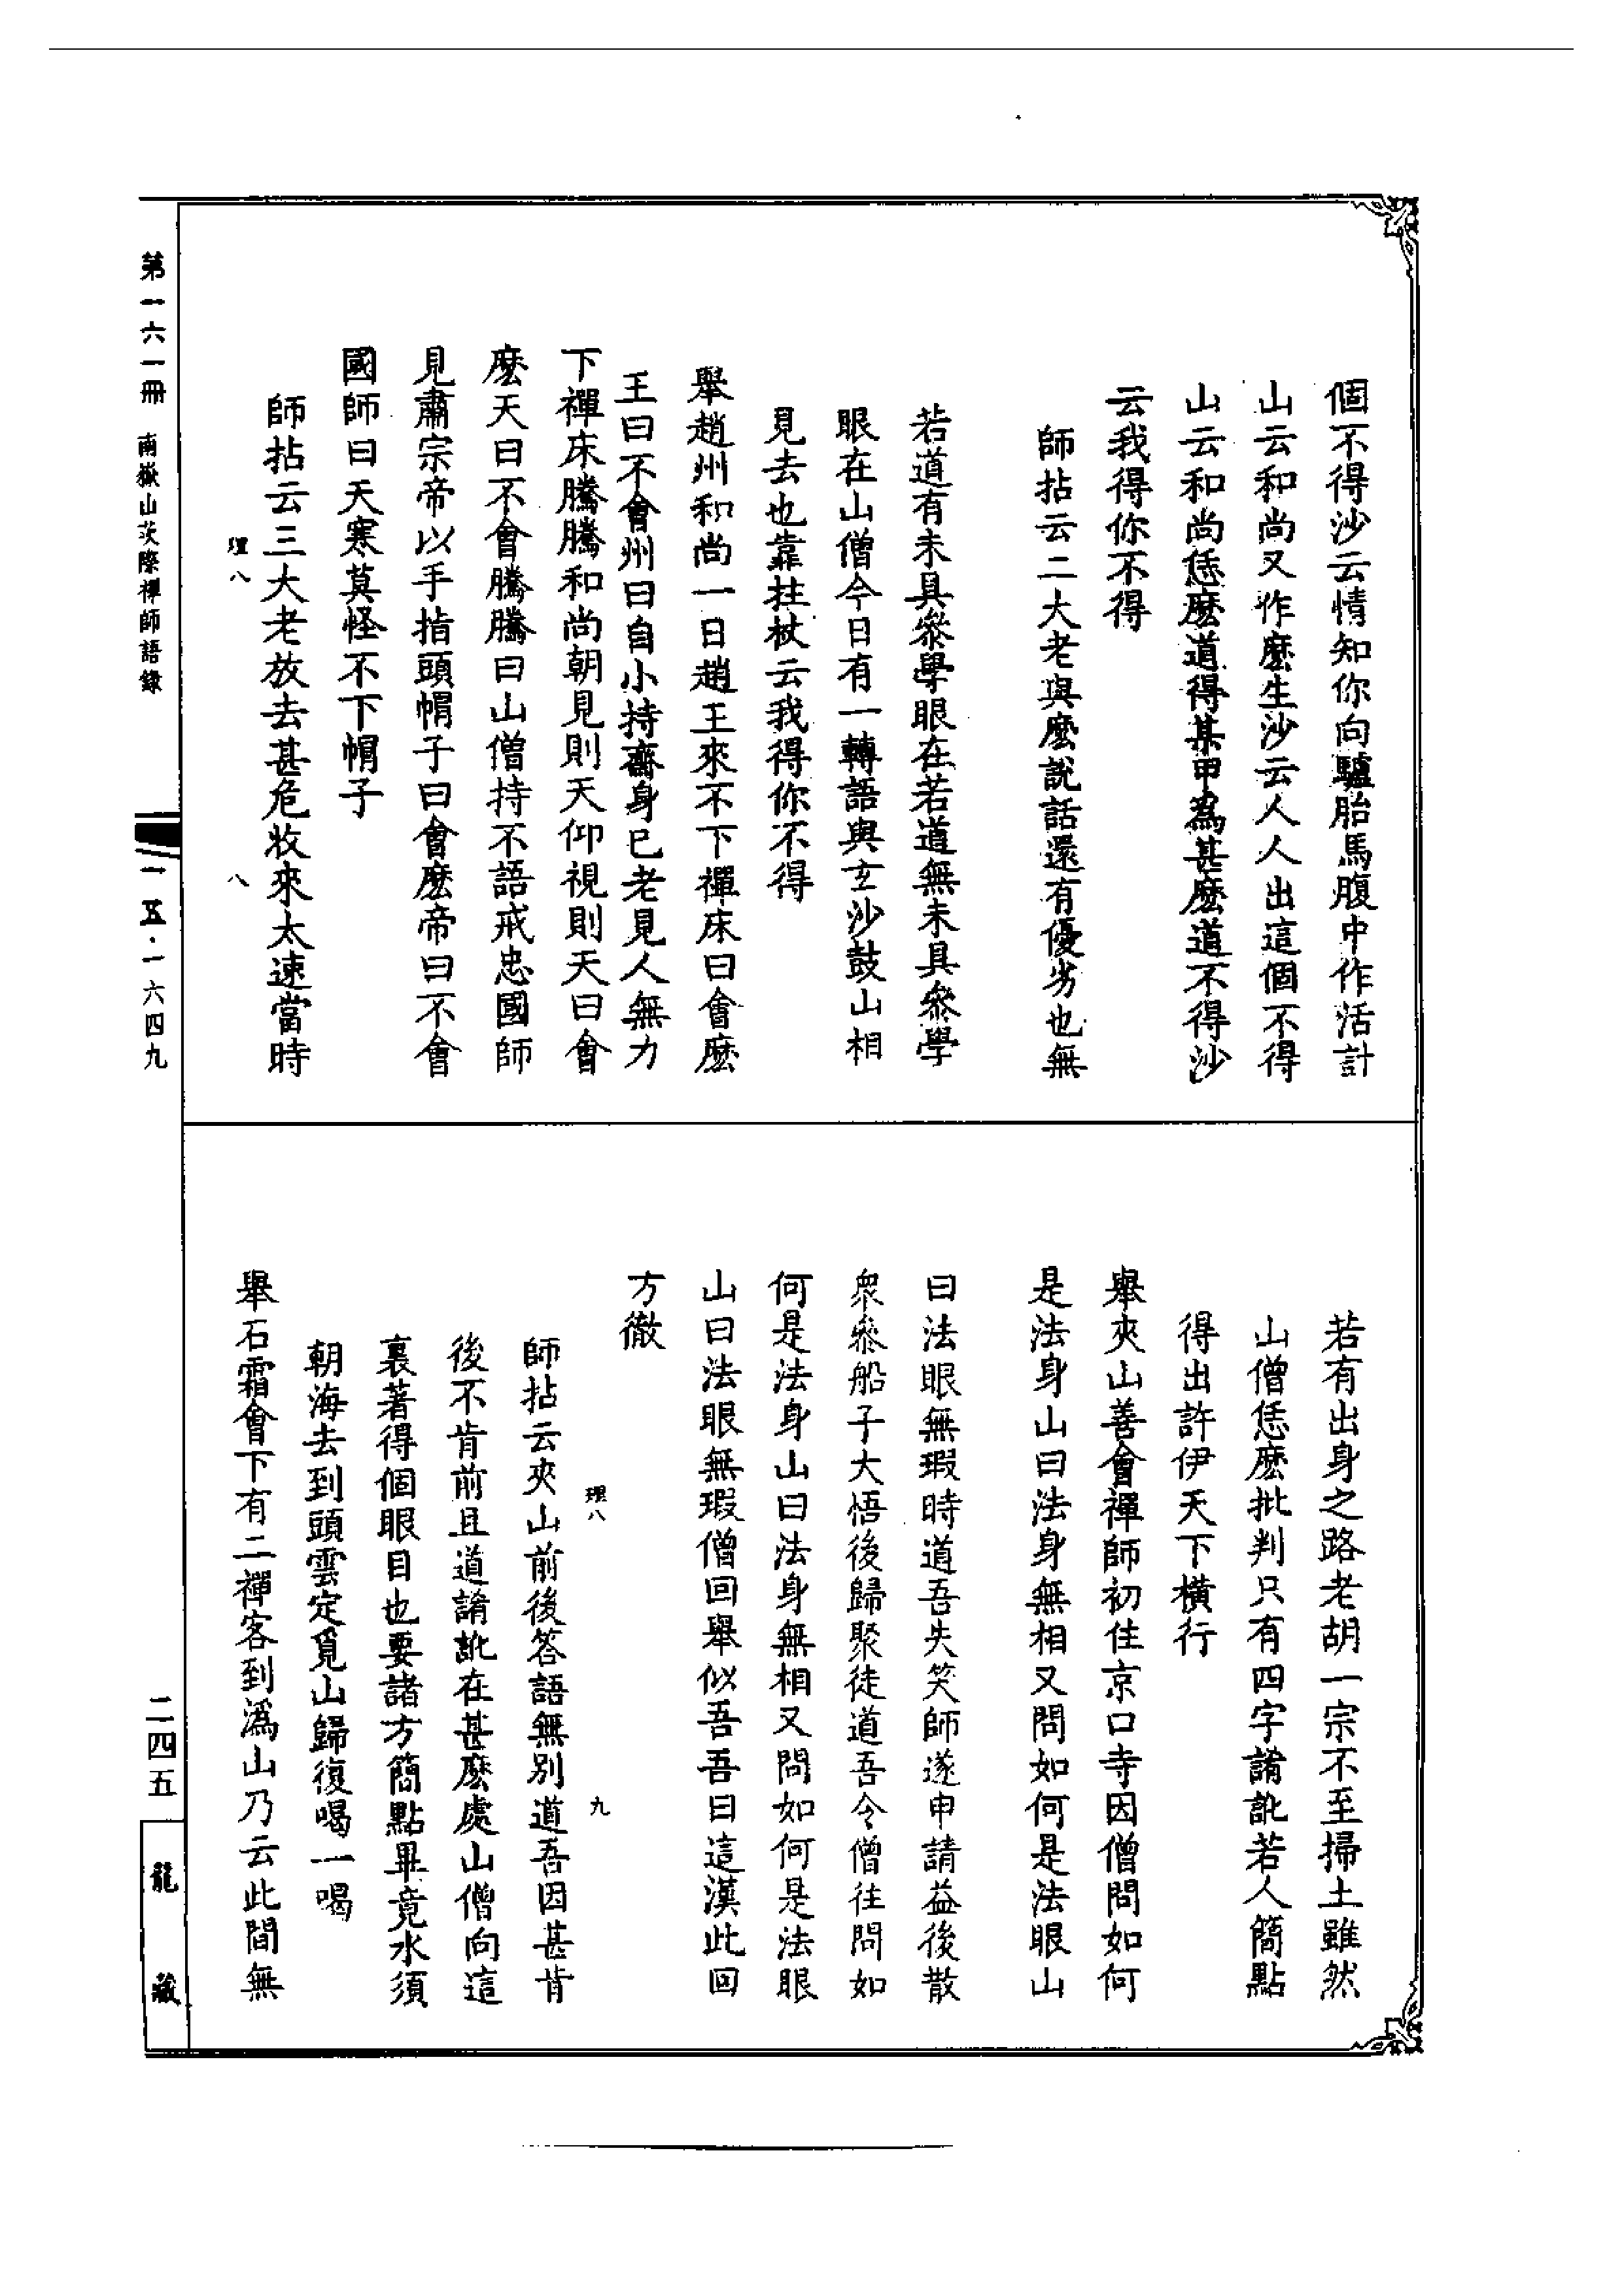 個不得沙云情知你向驢胎馬腹中作活計
山云和尚又作麼生沙云人人出這個不得
山云和尚恁麼道得某甲為甚麼道不得沙
云我得你不得
師拈云二大老與麼說話還有優劣也無
若道有未具叅學眼在若道無未具叅學
眼在山僧今日有一轉語與玄沙鼓山相
見去也靠拄杖云我得你不得
舉趙州和尚一日趙王來不下禪床曰會麼
王曰不會州曰自小持齋身已老見人無力
下禪床騰騰和尚朝見則天仰視則天曰會
麼天曰不會騰騰曰山僧持不語戒忠國師
見肅宗帝以手指頭帽子曰會麼帝曰不會
國師曰天寒莫怪不下帽子
師拈云三大老放去甚危收來太速當時
理八
八
若有出身之路老胡一宗不至掃土雖然
山僧恁麼批判只有四字誵訛若人簡點
得出許伊天下橫行
舉夾山善會禪師初住京口寺因僧問如何
是法身山曰法身無相又問如何是法眼山
曰法眼無瑕時道吾失笑師遂申請益後散
衆叅船子大悟後歸聚徒道吾令僧往問如
何是法身山曰法身無相又問如何是法眼
山曰法眼無瑕僧回舉似吾吾曰這漢此回
方徹
理八
九
師拈云夾山前後答語無別道吾因甚肯
後不肯前且道誵訛在甚麼處山僧向這
裏著得個眼目也要諸方簡點畢竟水須
朝海去到頭雲定覓山歸復喝一喝
舉石霜會下有二禪客到溈山乃云此間無
第一六一冊 南嶽山茨際禪師語錄
一五·一六四九
二四五
龍藏